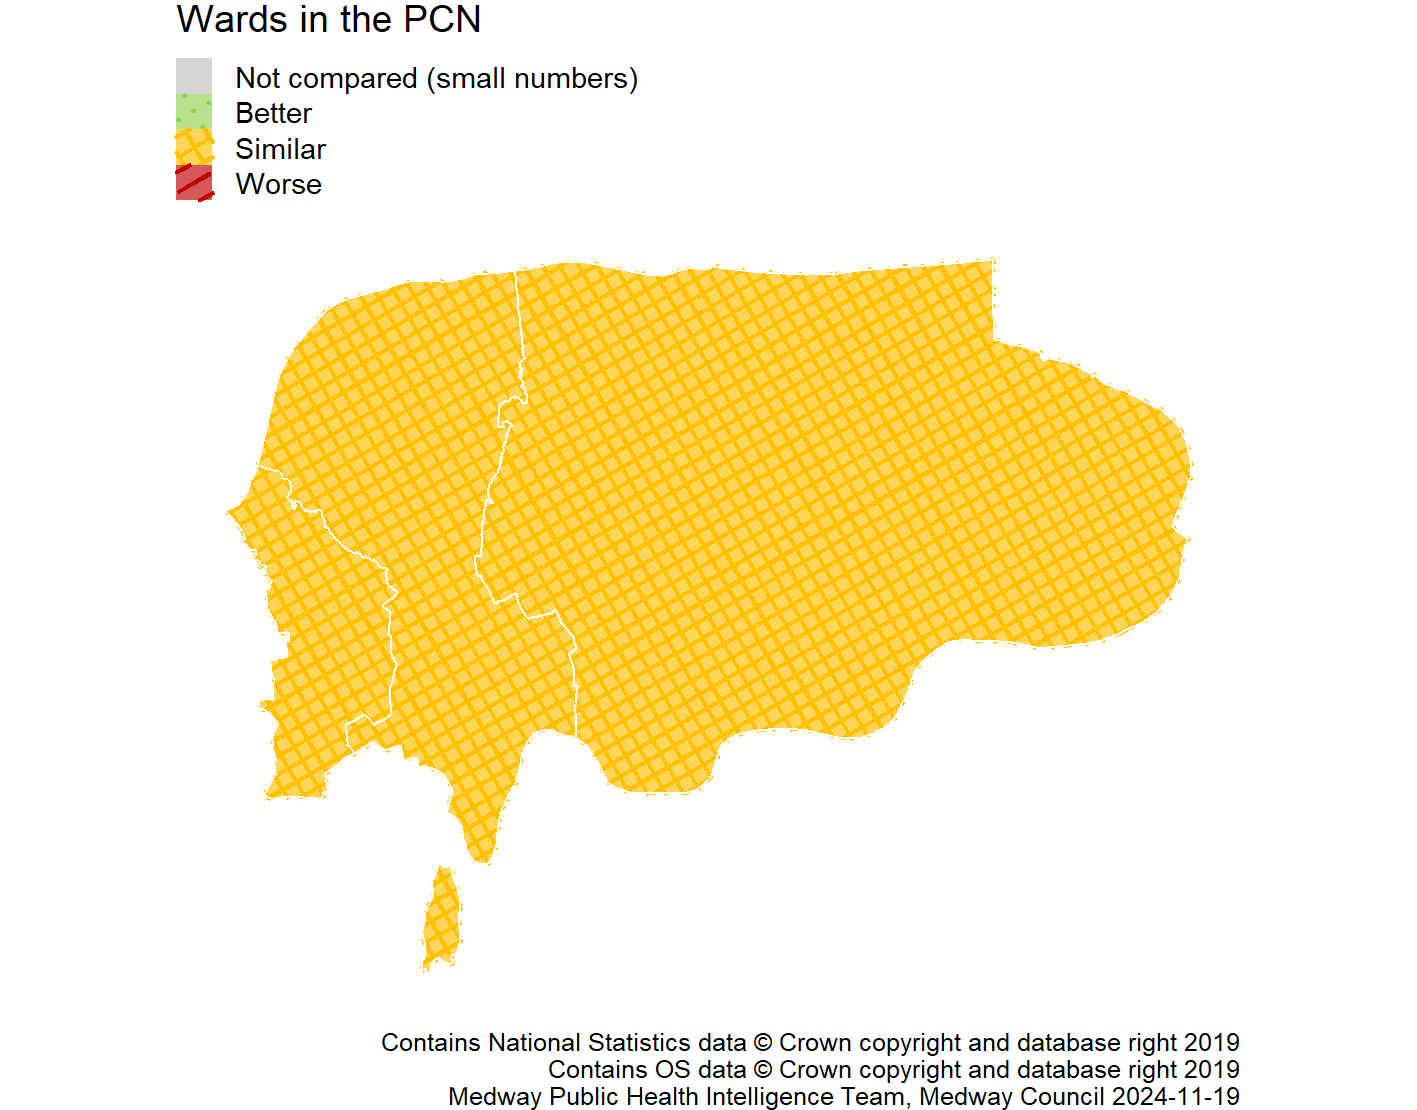 Wards in the PCN
Not compared (small numbers)
Better
Similar
Worse
Contains National Statistics data © Crown copyright and database right 2019
Contains OS data © Crown copyright and database right 2019
Medway Public Health Intelligence Team, Medway Council 2024-11-19